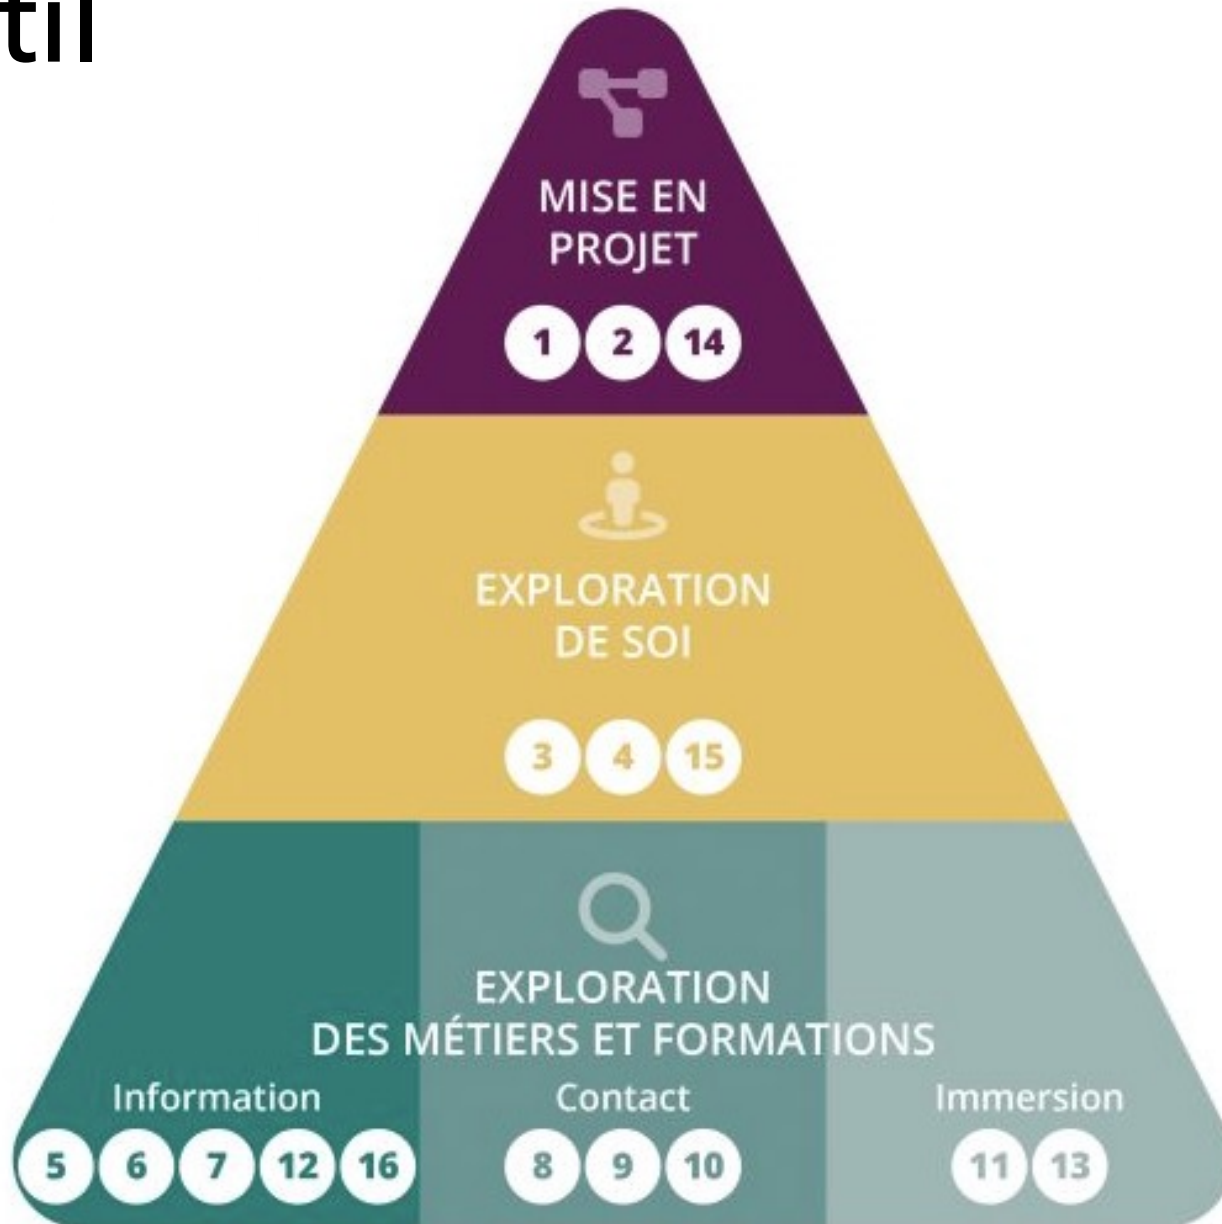 til
MISE EN
PROJET
1 2 14
EXPLORATION
DE SOI
3 4 15
EXPLORATION
DES MÉTIERS ET FORMATIONS
Information Contact Immersion
5 6 7 12 16 8 9 10 11 13